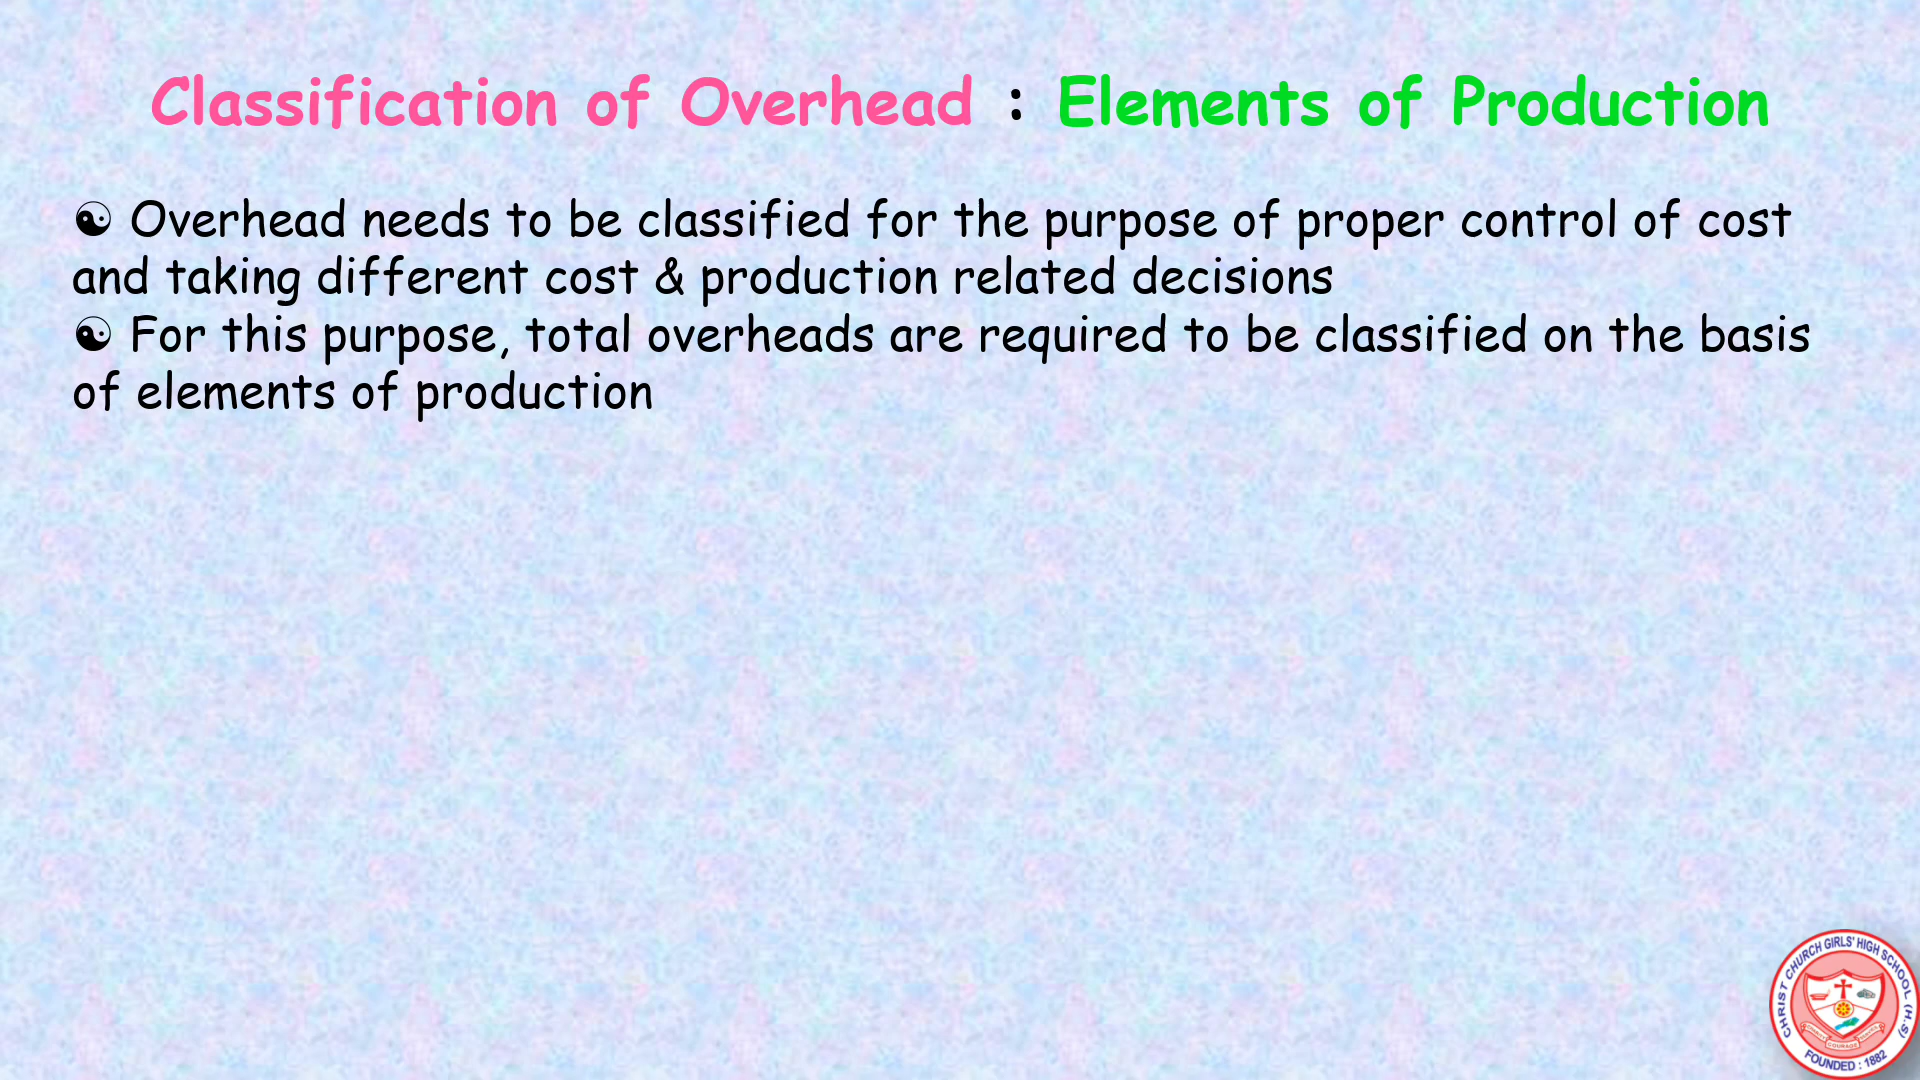 Classification of Overhead : Elements of Production
☯ Overhead needs to be classified for the purpose of proper control of cost
and taking different cost & production related decisions
☯ For this purpose, total overheads are required to be classified on the basis
of elements of production
CHRIST CHURCH GIRLS' HIGH SCHOOL (H.S)
COURAGE
FOUNDED : 1882